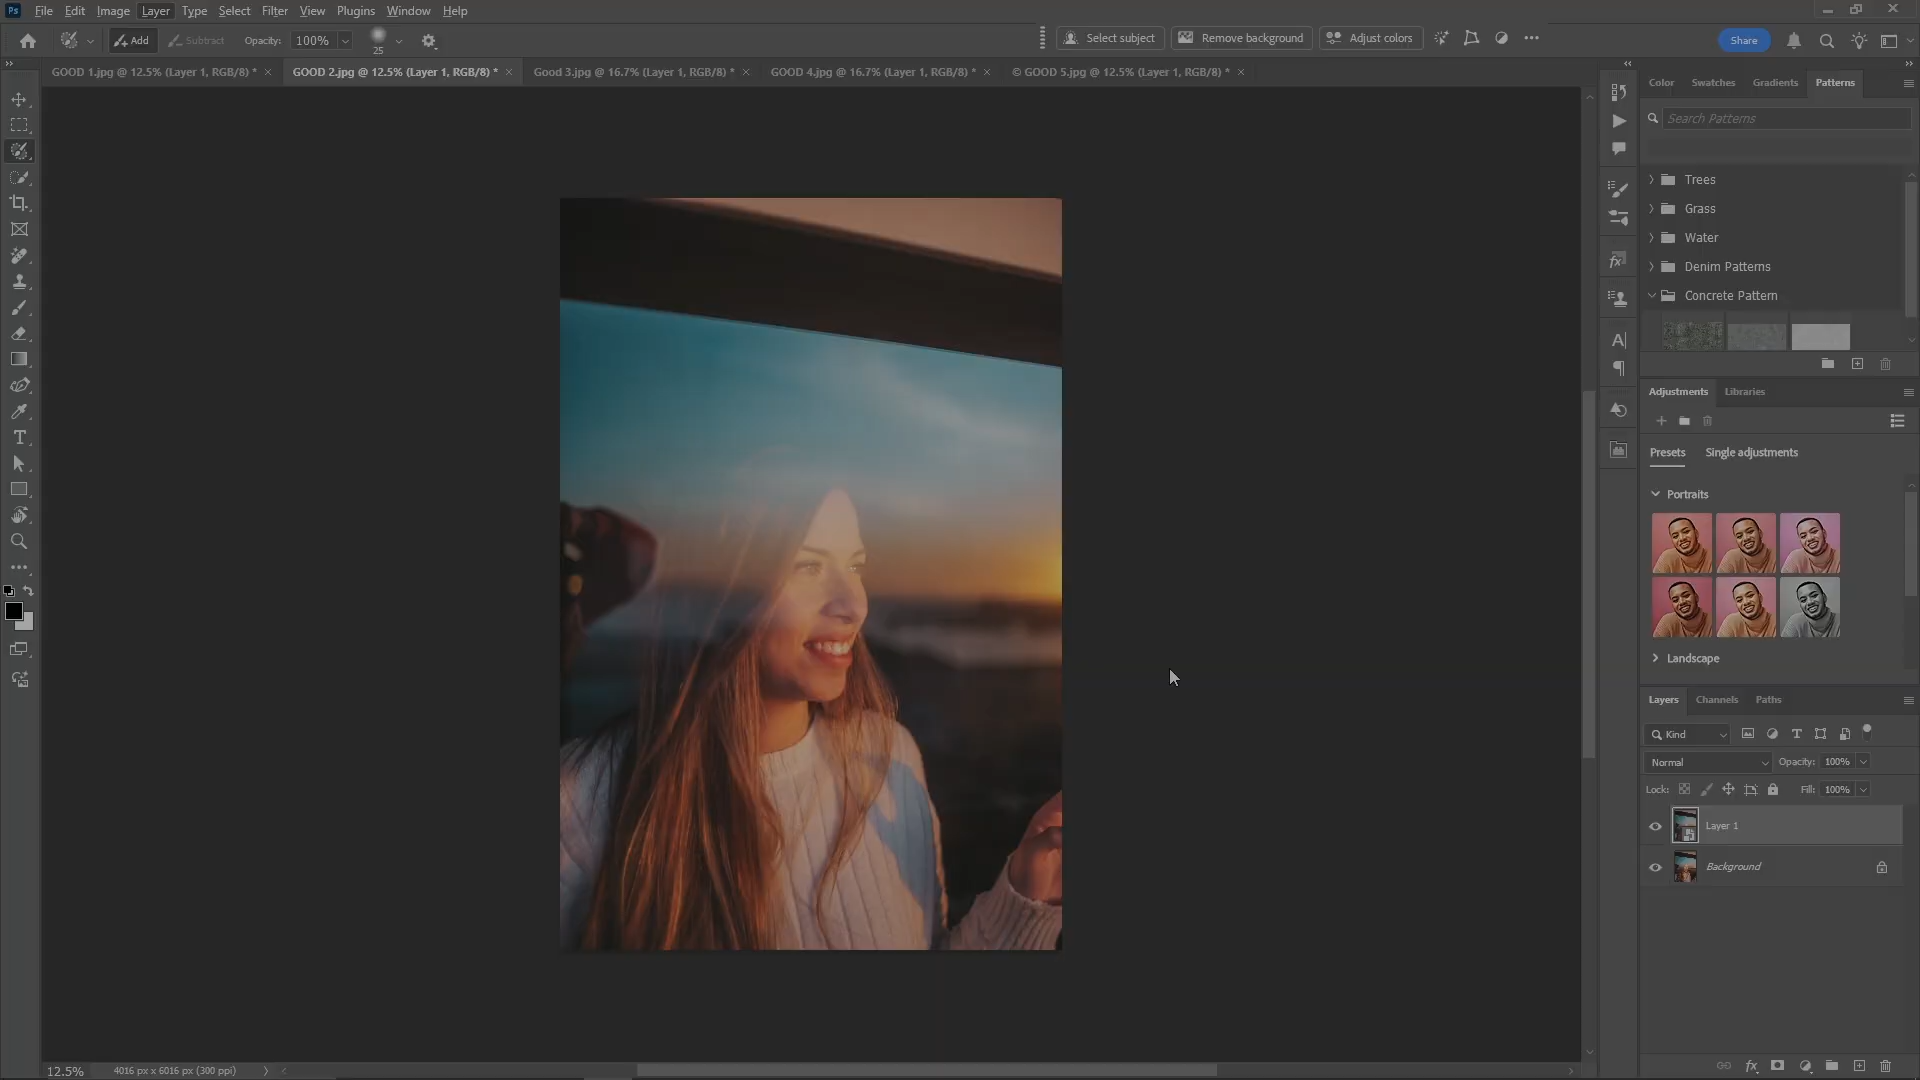 Ps File Edit Image Layer Type Select Filter View Plugins Window Help
Add Subtract Opacity: 100% 25 Select subject Remove background Adjust colors Share
GOOD 1.jpg @ 12.5% (Layer 1, RGB/8) * GOOD 2.jpg @ 12.5% (Layer 1, RGB/8) * Good 3.jpg @ 16.7% (Layer 1, RGB/8) * GOOD 4.jpg @ 16.7% (Layer 1, RGB/8) * © GOOD 5.jpg @ 12.5% (Layer 1, RGB/8) *
Color Swatches Gradients Patterns
Search Patterns
Trees
Grass
Water
Denim Patterns
Concrete Pattern
Adjustments Libraries
Presets Single adjustments
Portraits
Landscape
Layers Channels Paths
Kind
Normal Opacity: 100%
Lock: Fill: 100%
Layer 1
Background
12.5% 4016 px x 6016 px (300 ppi)